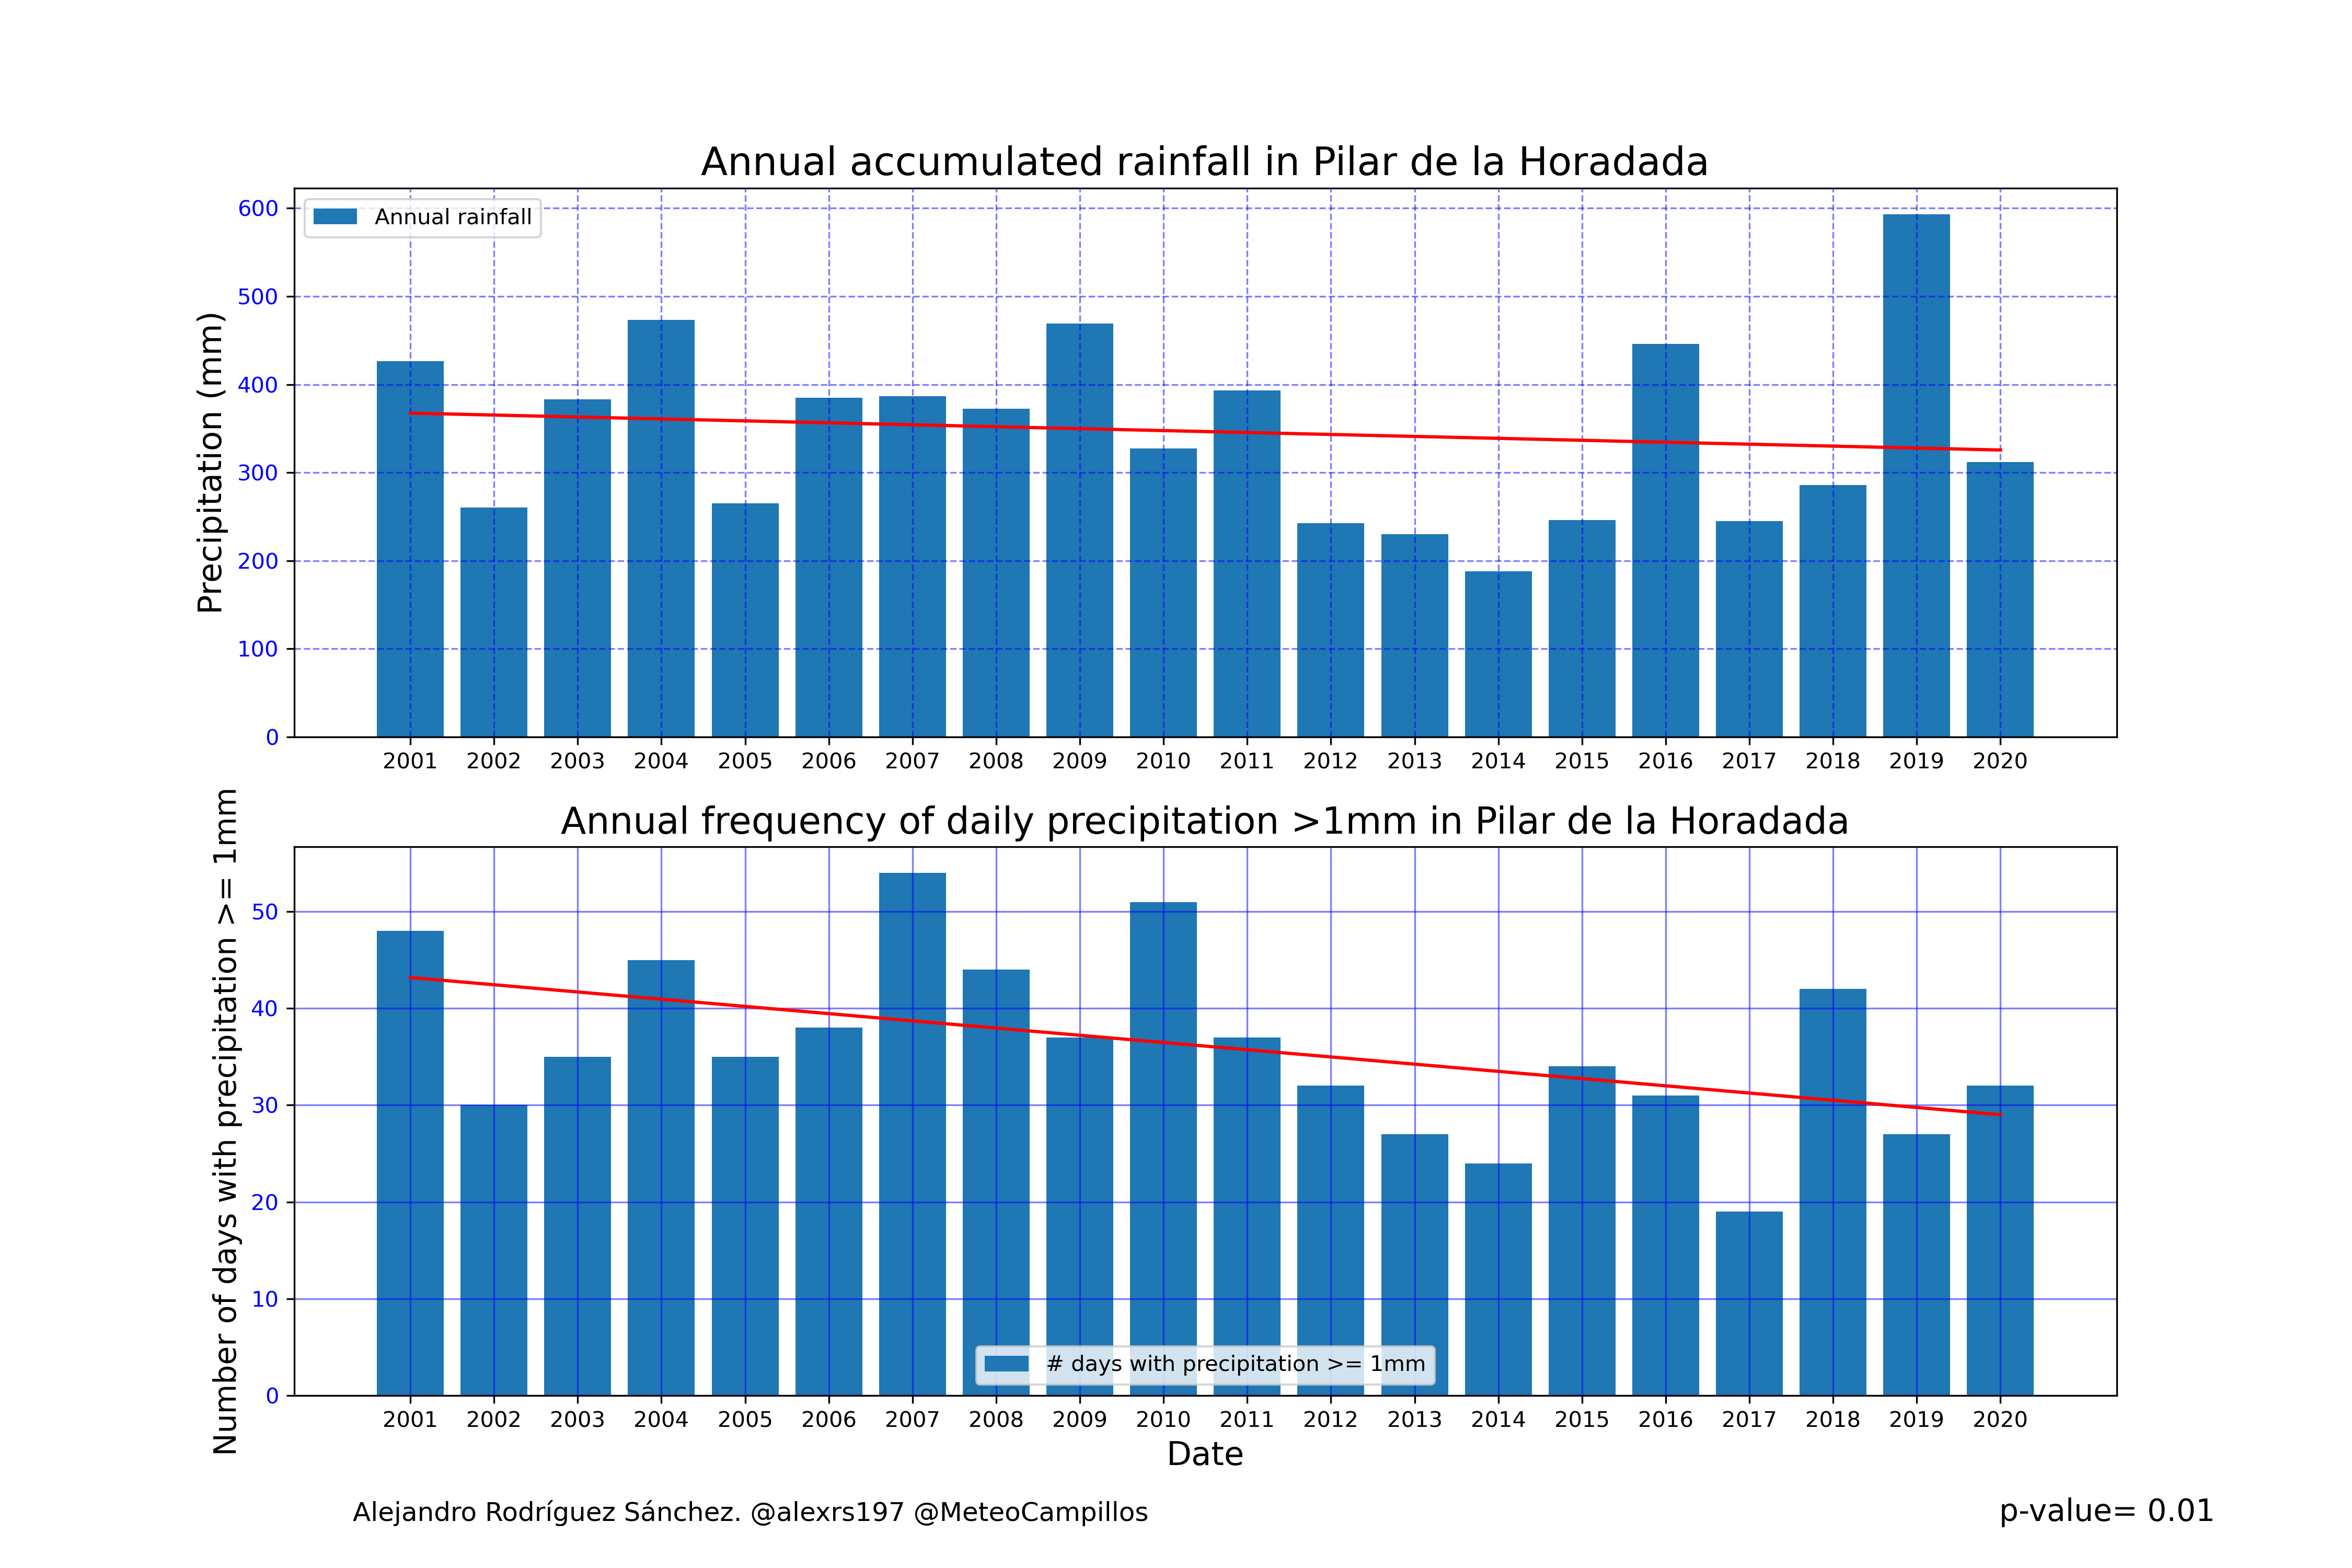 Annual accumulated rainfall in Pilar de la Horadada
Annual rainfall
Precipitation (mm)
600
500
400
300
200
100
0
2001 2002 2003 2004 2005 2006 2007 2008 2009 2010 2011 2012 2013 2014 2015 2016 2017 2018 2019 2020
Annual frequency of daily precipitation >1mm in Pilar de la Horadada
Number of days with precipitation >= 1mm
50
40
30
20
10
0
# days with precipitation >= 1mm
2001 2002 2003 2004 2005 2006 2007 2008 2009 2010 2011 2012 2013 2014 2015 2016 2017 2018 2019 2020
Date
Alejandro Rodríguez Sánchez. @alexrs197 @MeteoCampillos
p-value= 0.01